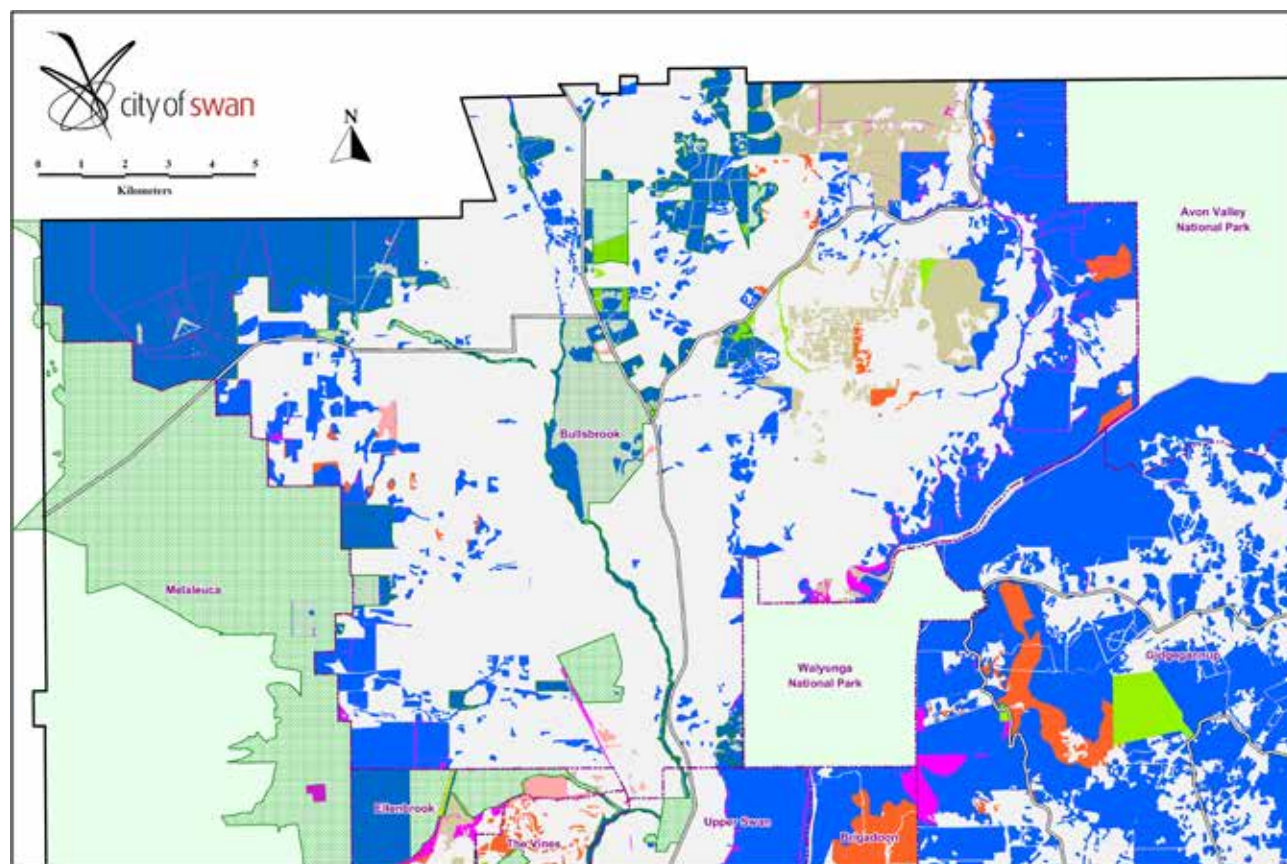 city of swan
N
0 1 2 3 4 5
Kilometers
Avon Valley
National Park
Bullsbrook
Melaleuca
Walyunga
National Park
Gidgegannup
Ellenbrook
The Vines
Upper Swan
Brigadoon